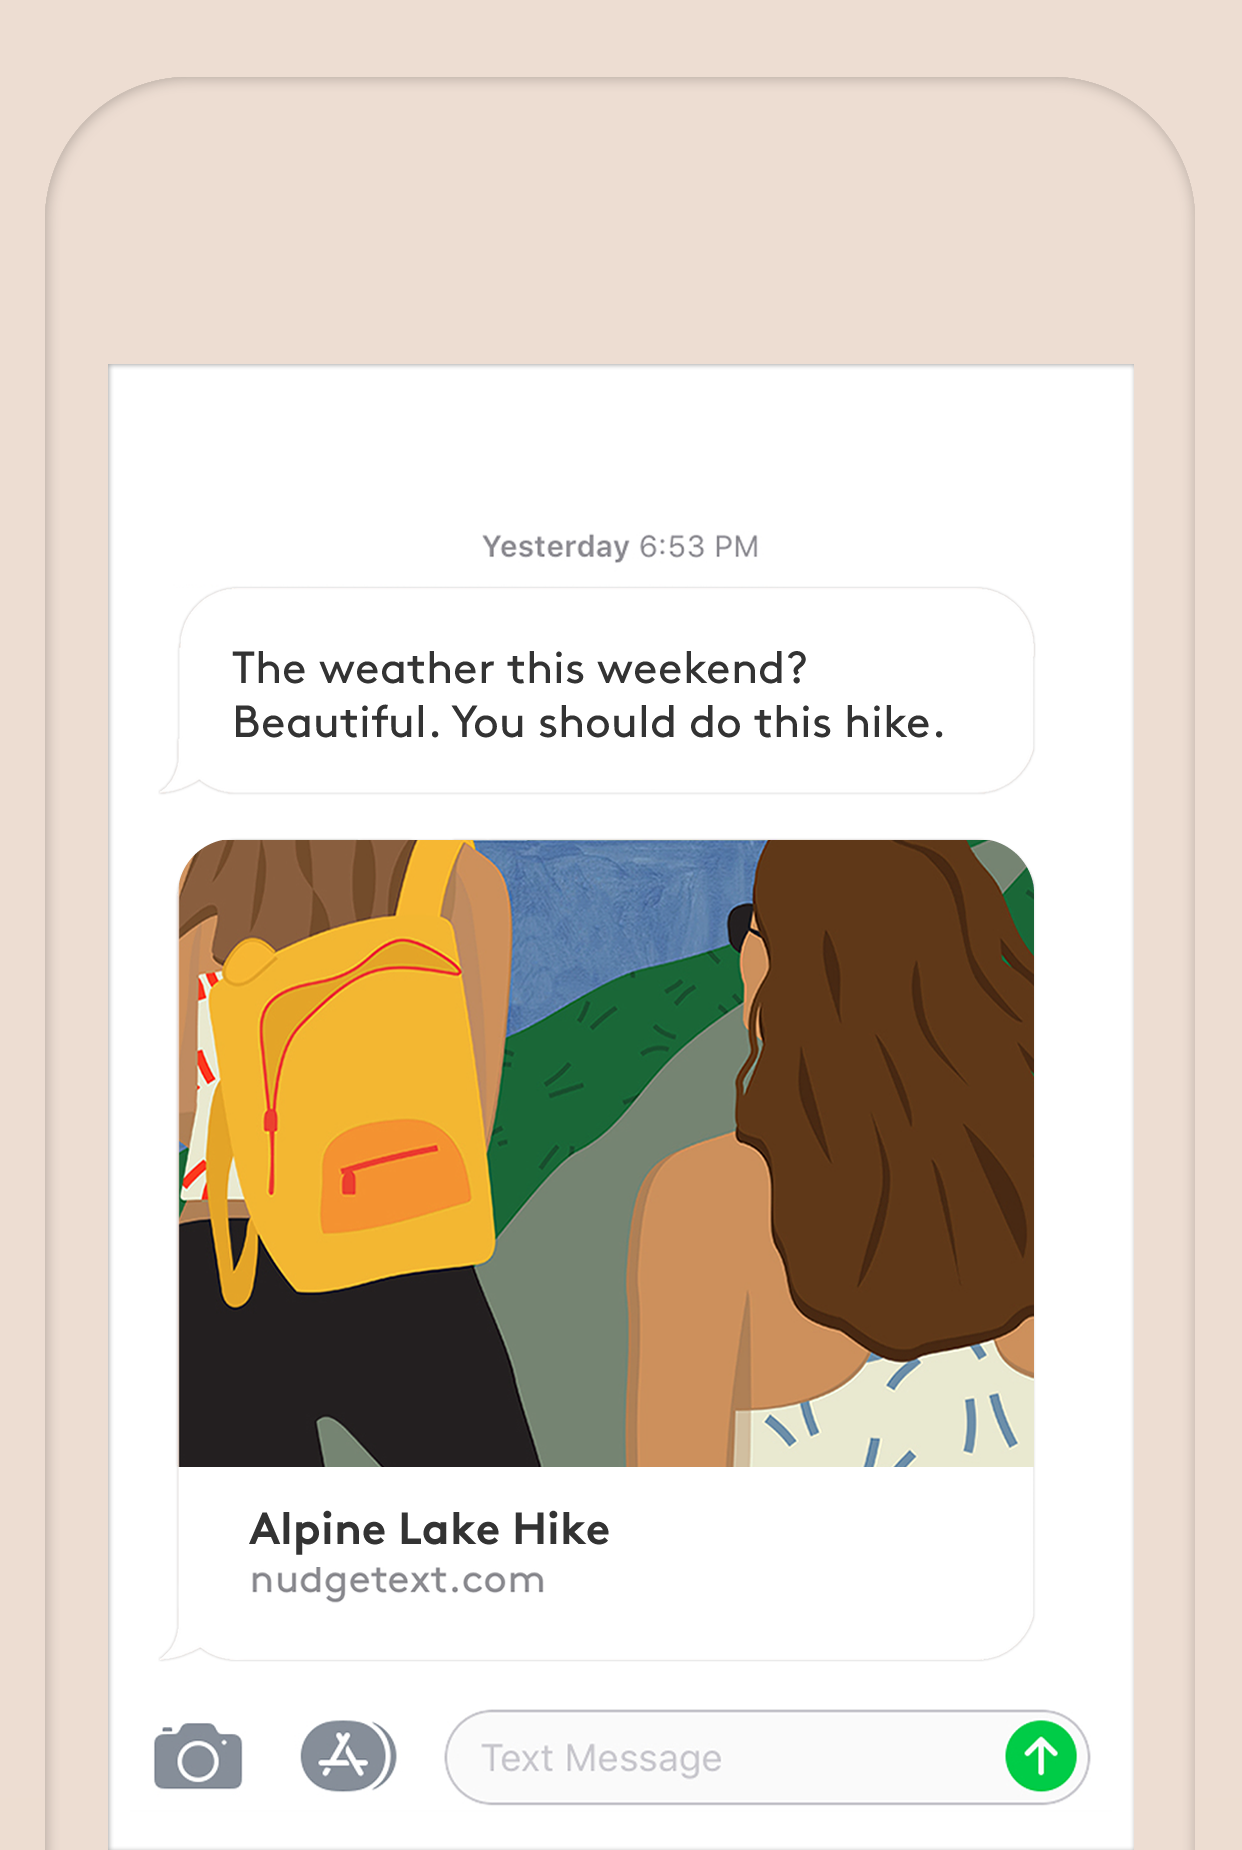 Yesterday 6:53 PM
The weather this weekend?
Beautiful. You should do this hike.
Alpine Lake Hike
nudgetext.com
Text Message